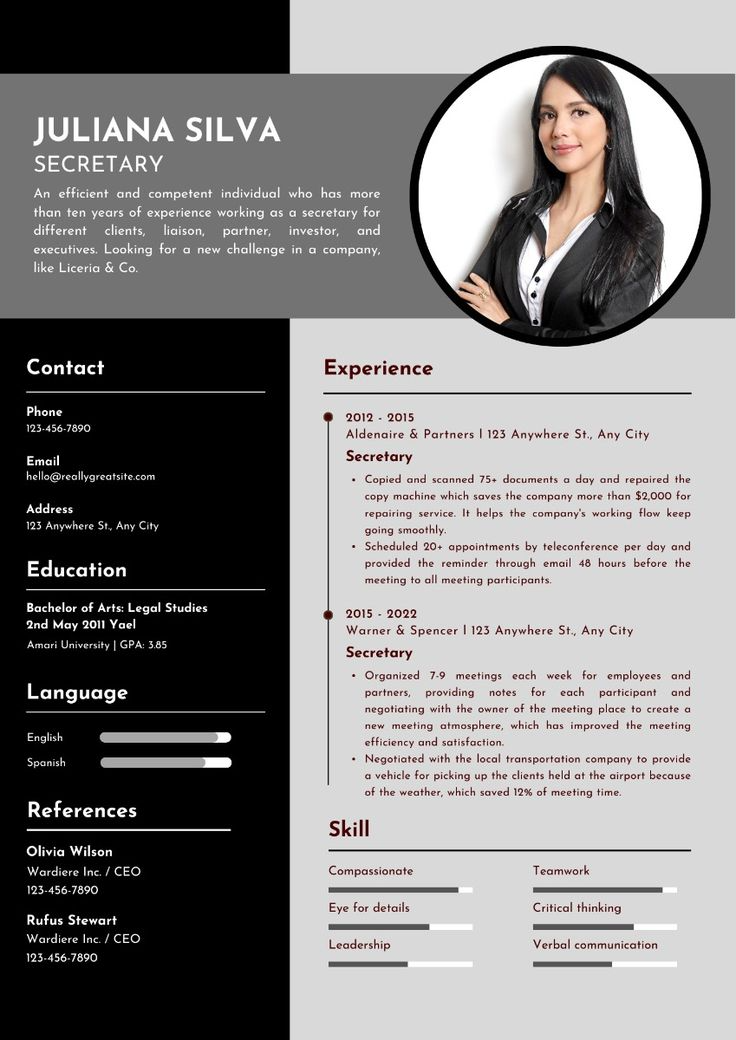 JULIANA SILVA
SECRETARY
An efficient and competent individual who has more
than ten years of experience working as a secretary for
different clients, liaison, partner, investor, and
executives. Looking for a new challenge in a company,
like Liceria & Co.
Contact
Phone
123-456-7890
Email
hello@reallygreatsite.com
Address
123 Anywhere St., Any City
Education
Bachelor of Arts: Legal Studies
2nd May 2011 Yael
Amari University | GPA: 3.85
Language
English
Spanish
References
Olivia Wilson
Wardiere Inc. / CEO
123-456-7890
Rufus Stewart
Wardiere Inc. / CEO
123-456-7890
Experience
2012 - 2015
Aldenaire & Partners | 123 Anywhere St., Any City
Secretary
• Copied and scanned 75+ documents a day and repaired the
copy machine which saves the company more than $2,000 for
repairing service. It helps the company's working flow keep
going smoothly.
• Scheduled 20+ appointments by teleconference per day and
provided the reminder through email 48 hours before the
meeting to all meeting participants.
2015 - 2022
Warner & Spencer | 123 Anywhere St., Any City
Secretary
• Organized 7-9 meetings each week for employees and
partners, providing notes for each participant and
negotiating with the owner of the meeting place to create a
new meeting atmosphere, which has improved the meeting
efficiency and satisfaction.
• Negotiated with the local transportation company to provide
a vehicle for picking up the clients held at the airport because
of the weather, which saved 12% of meeting time.
Skill
Compassionate
Teamwork
Eye for details
Critical thinking
Leadership
Verbal communication